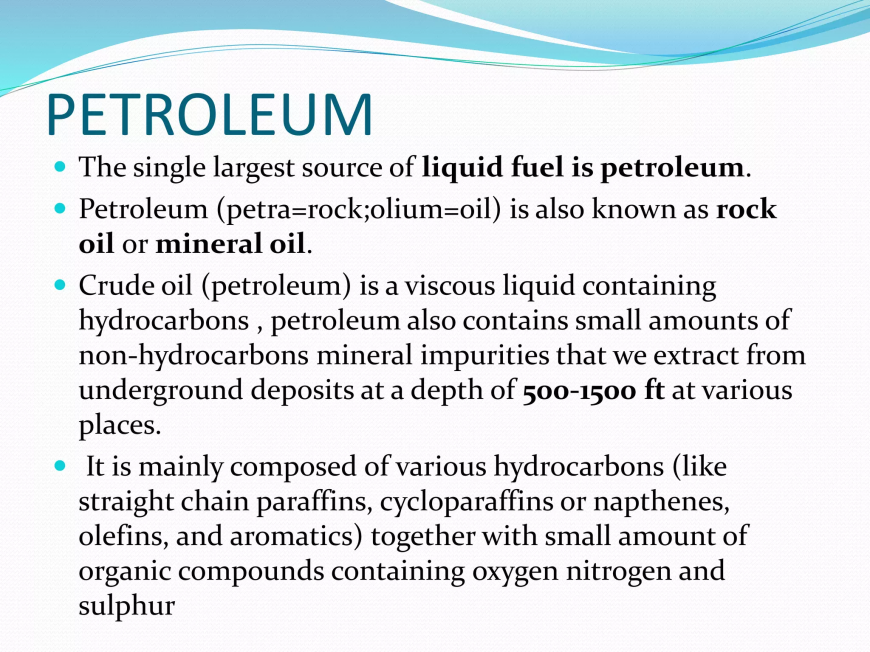 PETROLEUM
The single largest source of liquid fuel is petroleum.
Petroleum (petra=rock;olium=oil) is also known as rock
oil or mineral oil.
Crude oil (petroleum) is a viscous liquid containing
hydrocarbons , petroleum also contains small amounts of
non-hydrocarbons mineral impurities that we extract from
underground deposits at a depth of 500-1500 ft at various
places.
It is mainly composed of various hydrocarbons (like
straight chain paraffins, cycloparaffins or napthenes,
olefins, and aromatics) together with small amount of
organic compounds containing oxygen nitrogen and
sulphur